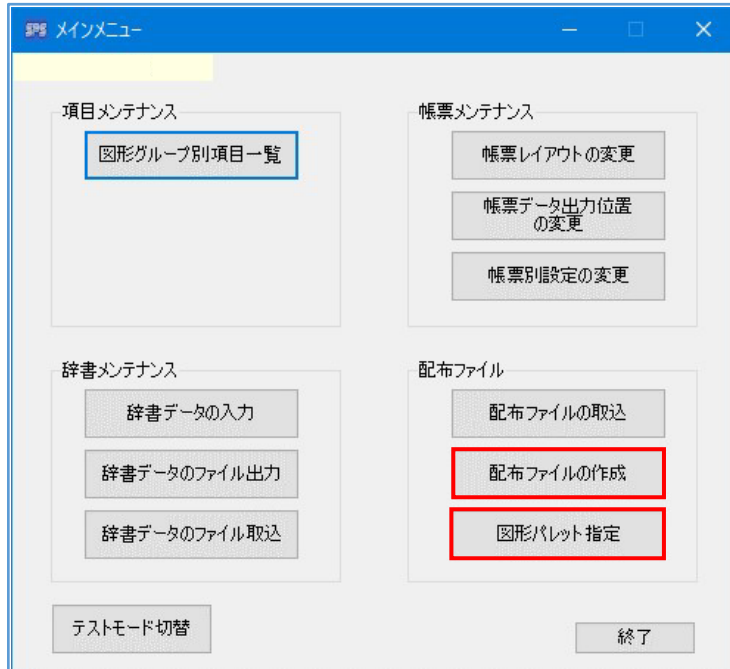 SPS メインメニュー
項目メンテナンス
図形グループ別項目一覧
帳票メンテナンス
帳票レイアウトの変更
帳票データ出力位置
の変更
帳票別設定の変更
辞書メンテナンス
辞書データの入力
辞書データのファイル出力
辞書データのファイル取込
配布ファイル
配布ファイルの取込
配布ファイルの作成
図形パレット指定
テストモード切替
終了